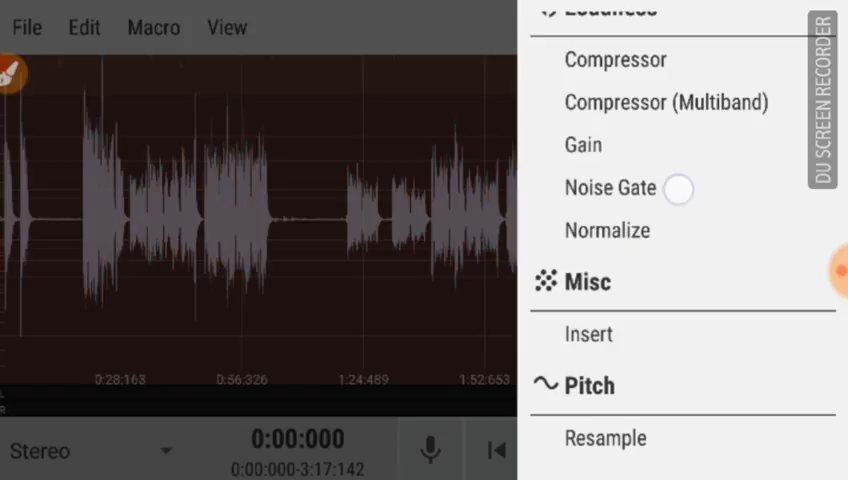 File Edit Macro View
Loudness
Compressor
Compressor (Multiband)
Gain
Noise Gate
Normalize
Misc
Insert
Pitch
Resample
0:28:163 0:56:326 1:24:489 1:52:653
L
R
Stereo
0:00:000
0:00:000-3:17:142
DU SCREEN RECORDER